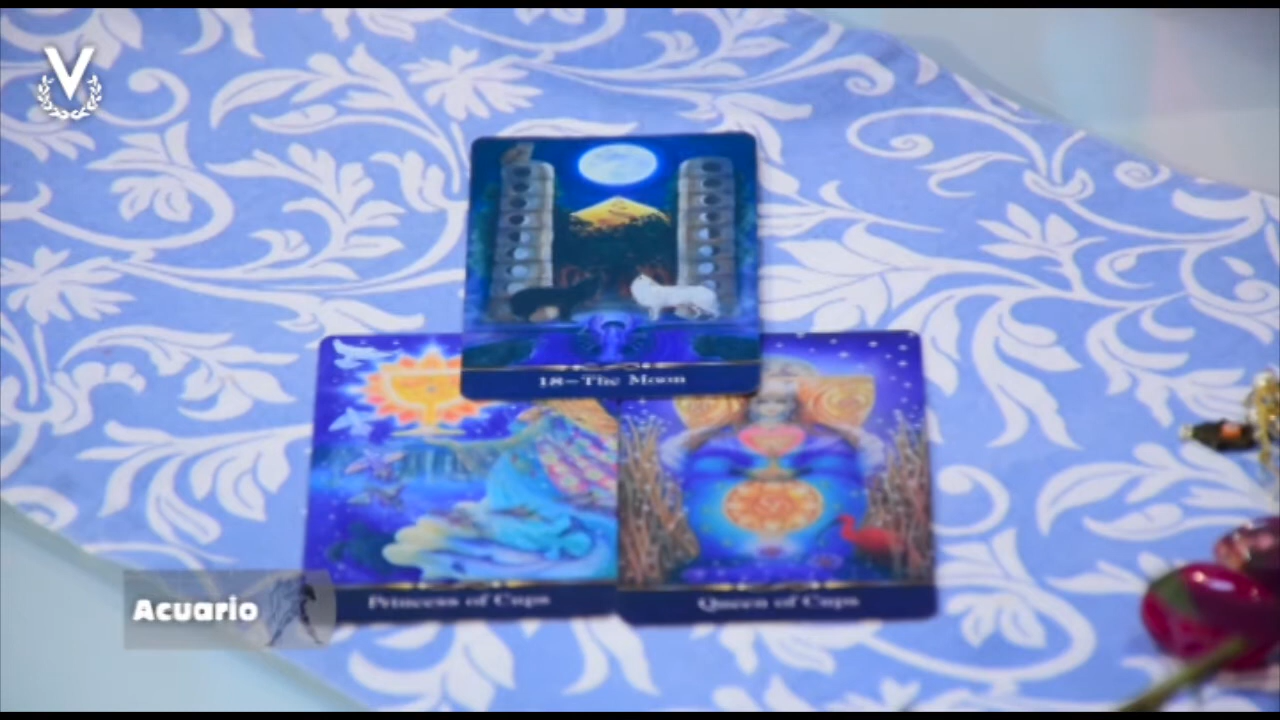 V
18-The Moon
Princess of Cups
Queen of Cups
Acuario